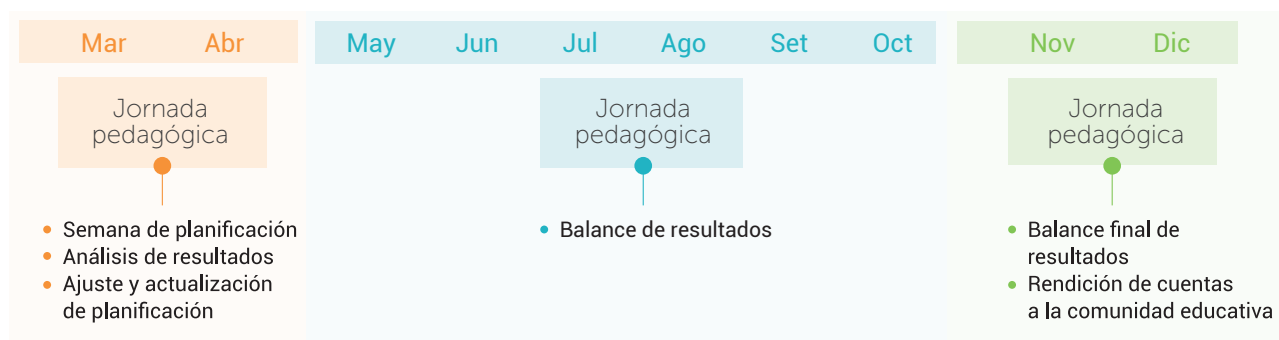 Mar Abr
Jornada
pedagógica
Semana de planificación
Análisis de resultados
Ajuste y actualización
de planificación
May Jun Jul Ago Set Oct
Jornada
pedagógica
Balance de resultados
Nov Dic
Jornada
pedagógica
Balance final de
resultados
Rendición de cuentas
a la comunidad educativa